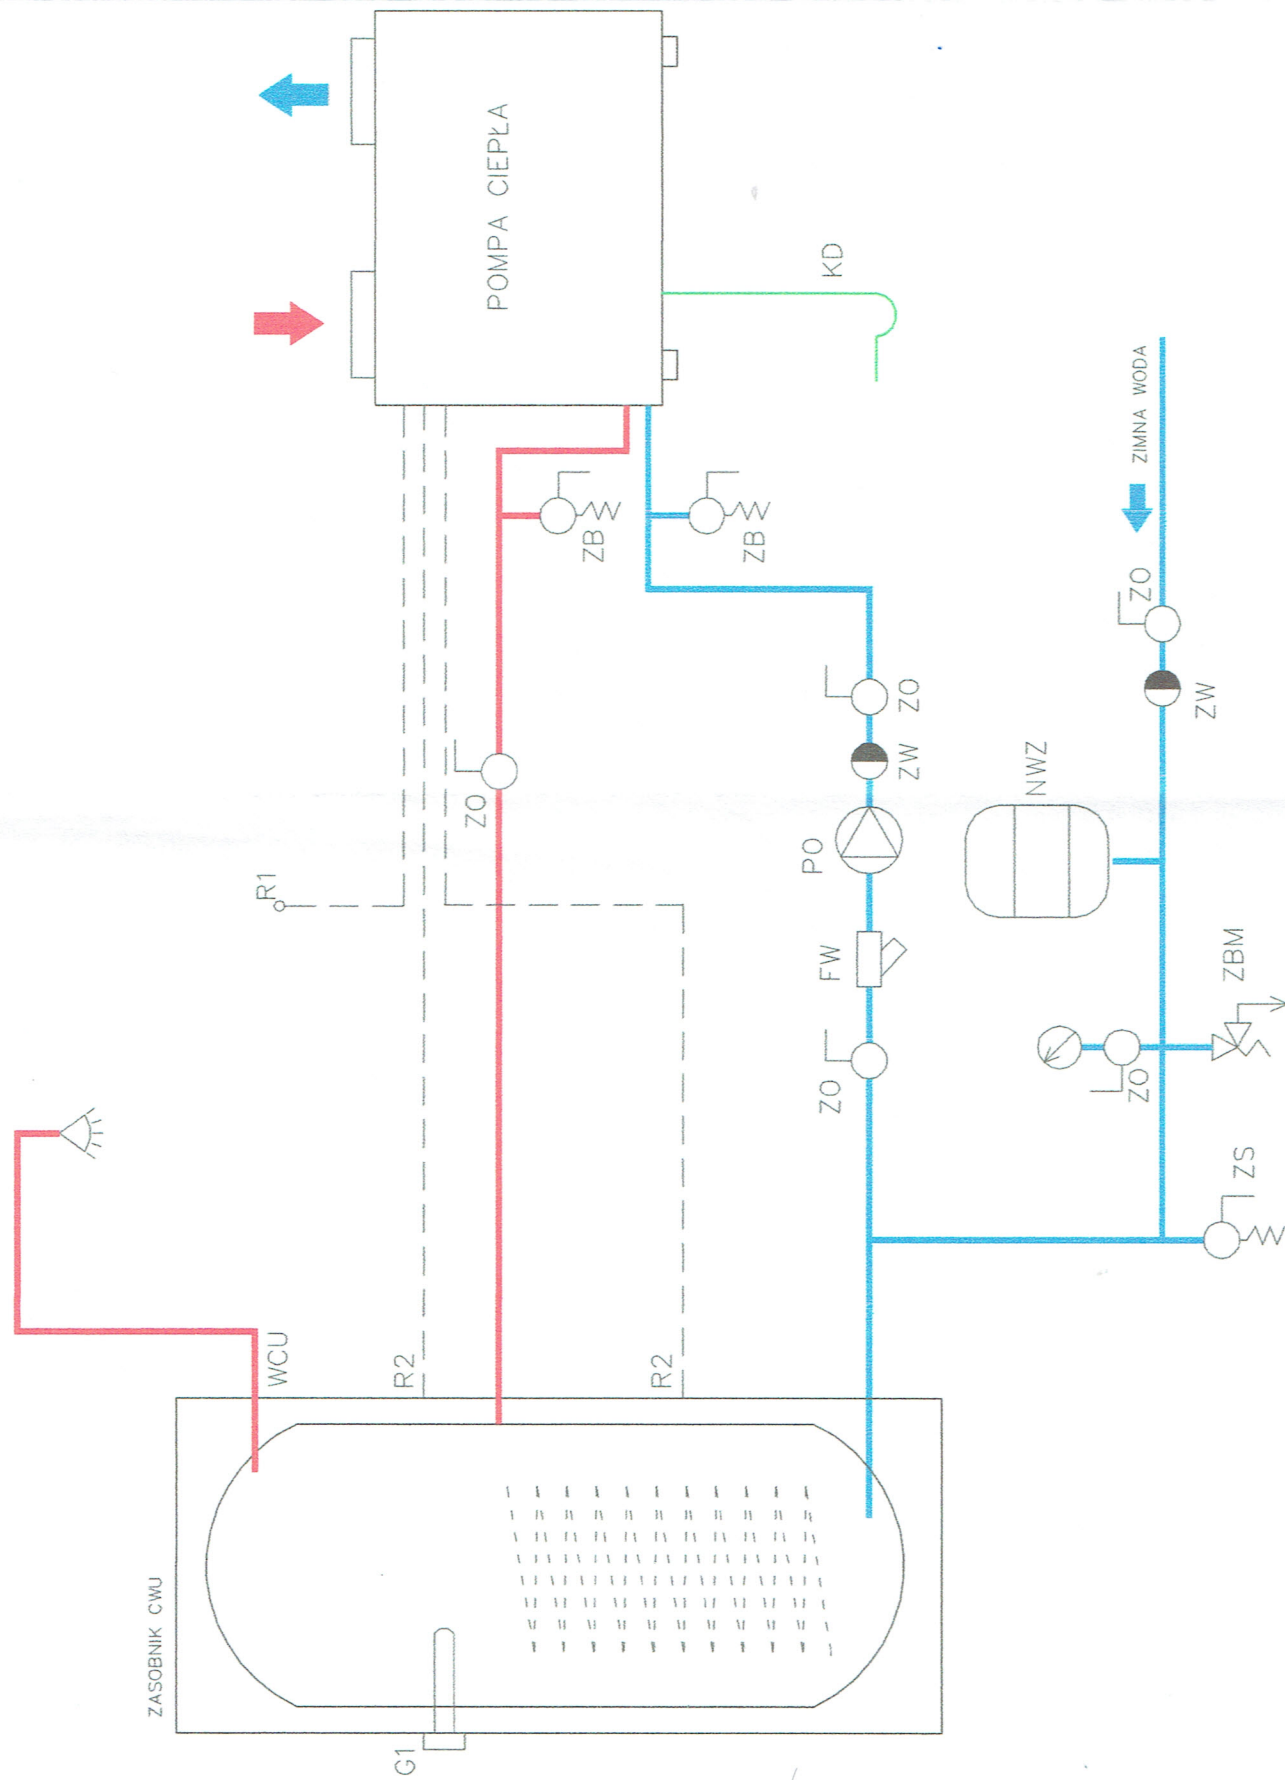 ZASOBNIK CWU
WCU
R1
G1
R2
ZO
POMPA CIEPŁA
ZB
R2
ZB
ZO
FW
PO
KD
ZW
ZO
NWZ
ZO
ZO
ZIMNA WODA
ZS
ZBM
ZW